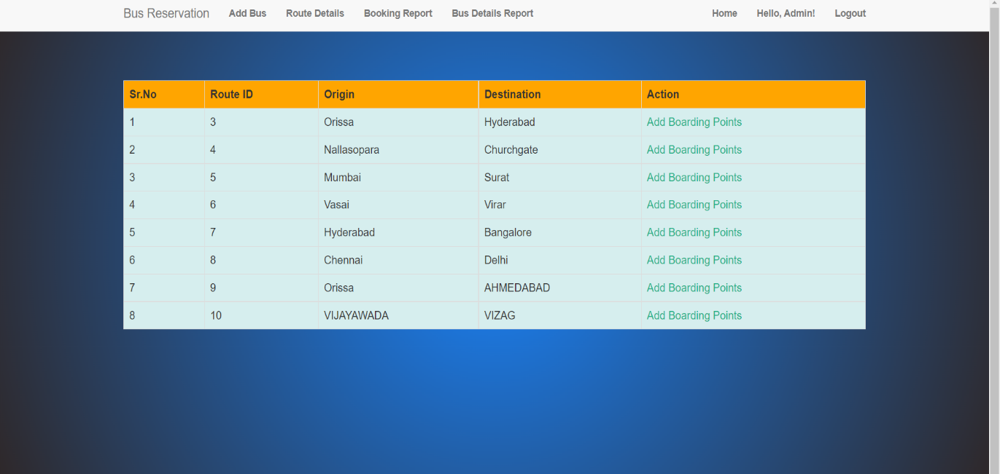 Bus Reservation Add Bus Route Details Booking Report Bus Details Report Home Hello, Admin! Logout
Sr.No Route ID Origin Destination Action
1 3 Orissa Hyderabad Add Boarding Points
2 4 Nallasopara Churchgate Add Boarding Points
3 5 Mumbai Surat Add Boarding Points
4 6 Vasai Virar Add Boarding Points
5 7 Hyderabad Bangalore Add Boarding Points
6 8 Chennai Delhi Add Boarding Points
7 9 Orissa AHMEDABAD Add Boarding Points
8 10 VIJAYAWADA VIZAG Add Boarding Points